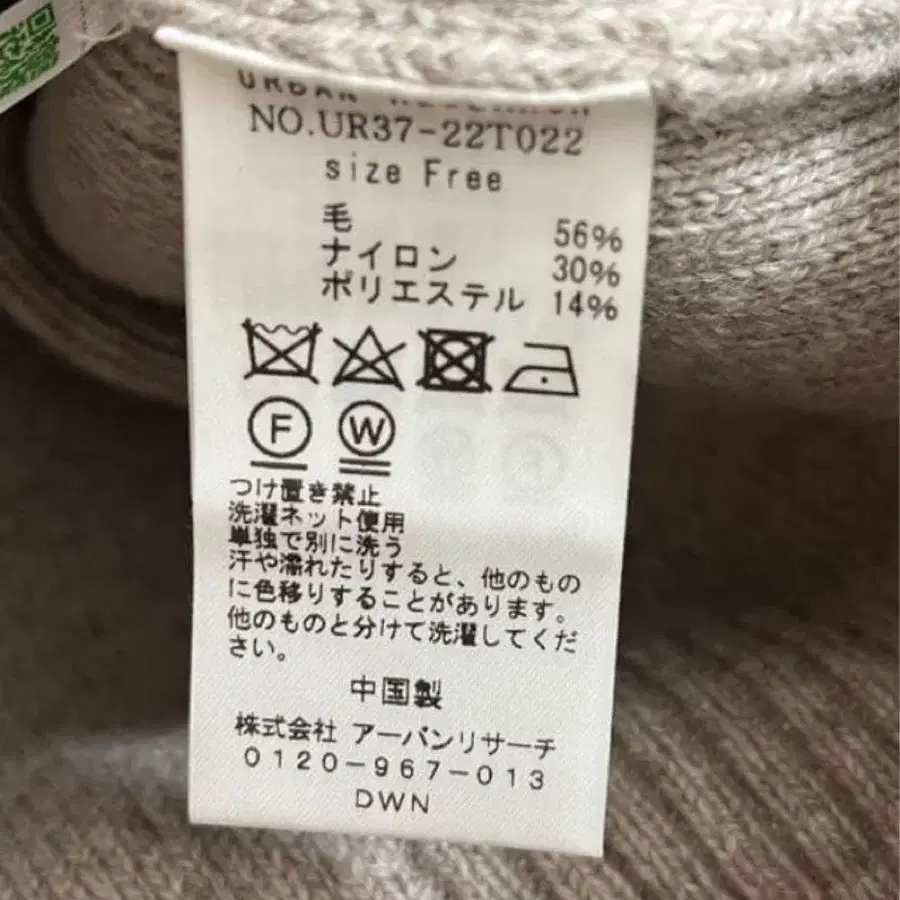 URBAN RESEARCH
NO.UR37-22T022
size Free
毛 56%
ナイロン 30%
ポリエステル 14%
F W
つけ置き禁止
洗濯ネット使用
単独で別に洗う
汗や濡れたりすると、他のもの
に色移りすることがあります。
他のものと分けて洗濯してくだ
さい。
中国製
株式会社 アーバンリサーチ
0120-967-013
DWN